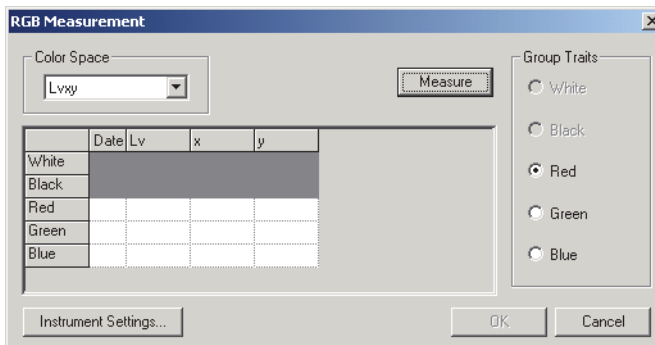 RGB Measurement
Color Space
Lvxy
Measure
Group Traits
White
Black
Red
Green
Blue
Date Lv x y
White
Black
Red
Green
Blue
Instrument Settings...
OK
Cancel